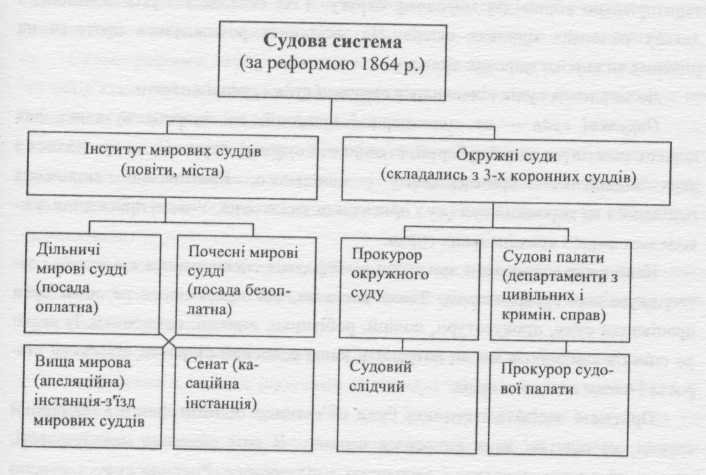 Судова система
(за реформою 1864 р.)
Інститут мирових суддів
(повіти, міста)
Окружні суди
(складались з 3-х коронних суддів)
Дільничі
мирові судді
(посада
оплатна)
Почесні мирові
судді
(посада безоп-
латна)
Прокурор
окружного
суду
Судові палати
(департаменти з
цивільних і
кримін. справ)
Вища мирова
(апеляційна)
інстанція-з'їзд
мирових суддів
Сенат (ка-
саційна
інстанція)
Судовий
слідчий
Прокурор судо-
вої палати